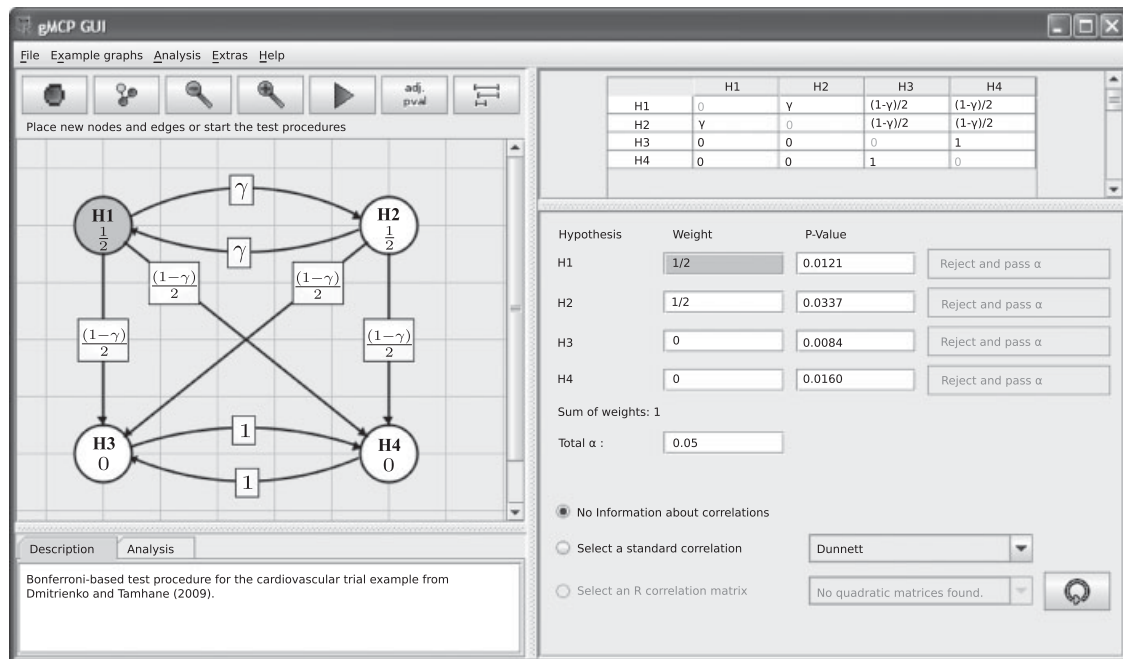 gMCP GUI
File Example graphs Analysis Extras Help
adj.
pval
Place new nodes and edges or start the test procedures
H1 H2 H3 H4
H1 0 γ (1-γ)/2 (1-γ)/2
H2 γ 0 (1-γ)/2 (1-γ)/2
H3 0 0 0 1
H4 0 0 1 0
γ
H1
1/2
H2
1/2
γ
(1−γ)/2
(1−γ)/2
(1−γ)/2
(1−γ)/2
1
H3
0
H4
0
1
Hypothesis Weight P-Value
H1 1/2 0.0121 Reject and pass α
H2 1/2 0.0337 Reject and pass α
H3 0 0.0084 Reject and pass α
H4 0 0.0160 Reject and pass α
Sum of weights: 1
Total α : 0.05
No Information about correlations
Select a standard correlation Dunnett
Select an R correlation matrix No quadratic matrices found.
Description Analysis
Bonferroni-based test procedure for the cardiovascular trial example from
Dmitrienko and Tamhane (2009).